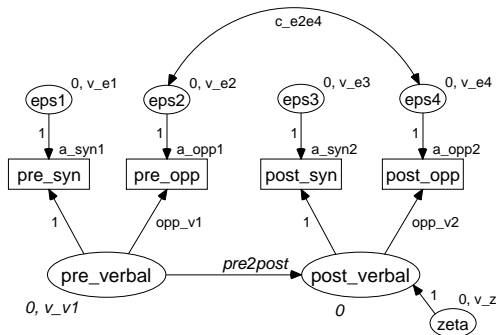 c_e2e4
0, v_e1
0, v_e2
0, v_e3
0, v_e4
eps1
eps2
eps3
eps4
1
1
1
1
a_syn1
a_opp1
a_syn2
a_opp2
pre_syn
pre_opp
post_syn
post_opp
1
opp_v1
1
opp_v2
pre_verbal
pre2post
post_verbal
0, v_v1
0
1
0, v_z
zeta